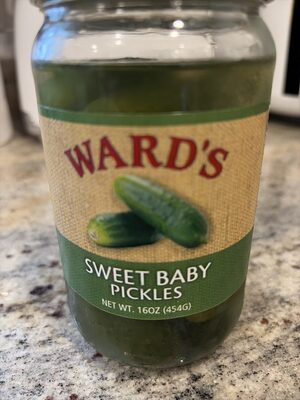 WARD'S
SWEET BABY
PICKLES
NET WT. 16OZ (454G)